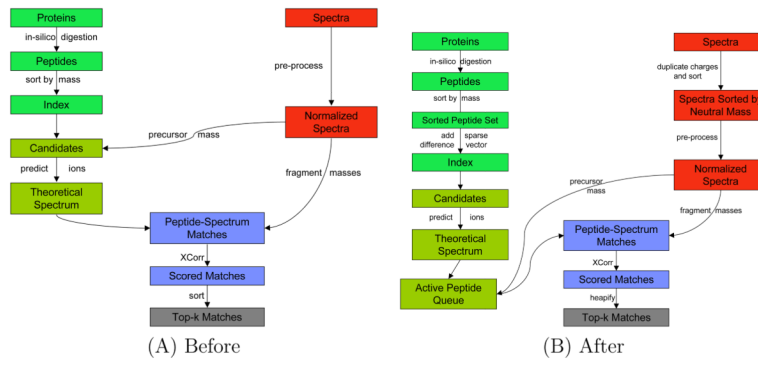 Proteins
in-silico digestion
Peptides
sort by mass
Index
Candidates
predict ions
Theoretical
Spectrum
Spectra
pre-process
Normalized
Spectra
precursor mass
fragment masses
Peptide-Spectrum
Matches
XCorr
Scored Matches
sort
Top-k Matches
(A) Before
Proteins
in-silico digestion
Peptides
sort by mass
Sorted Peptide Set
add sparse
difference vector
Index
Candidates
predict ions
Theoretical
Spectrum
Active Peptide
Queue
Spectra
duplicate charges
and sort
Spectra Sorted by
Neutral Mass
pre-process
Normalized
Spectra
precursor
mass
fragment masses
Peptide-Spectrum
Matches
XCorr
Scored Matches
heapify
Top-k Matches
(B) After